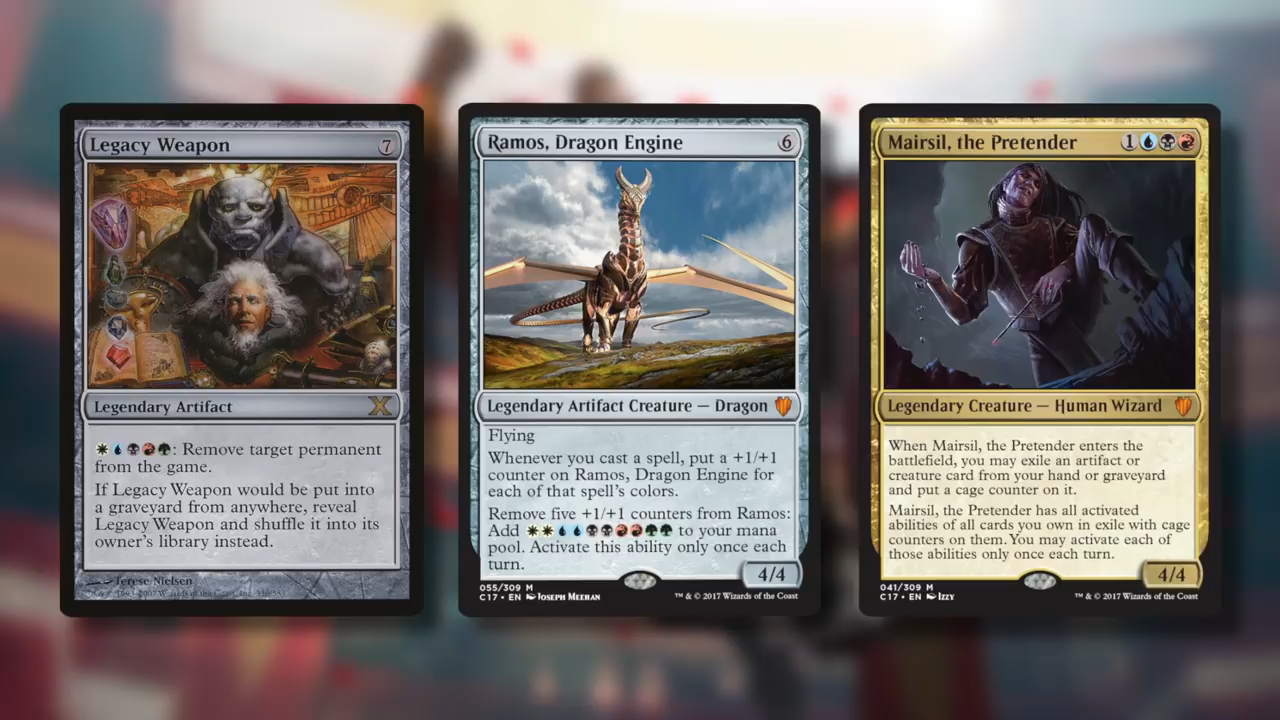 Legacy Weapon 7
Legendary Artifact
: Remove target permanent
from the game.
If Legacy Weapon would be put into
a graveyard from anywhere, reveal
Legacy Weapon and shuffle it into its
owner's library instead.
Terese Nielsen
Ramos, Dragon Engine 6
Legendary Artifact Creature — Dragon
Flying
Whenever you cast a spell, put a +1/+1
counter on Ramos, Dragon Engine for
each of that spell's colors.
Remove five +1/+1 counters from Ramos:
Add to your mana
pool. Activate this ability only once each
turn.
4/4
055/309 M
C17 • EN Joseph Meehan ™ & © 2017 Wizards of the Coast
Mairsil, the Pretender 1
Legendary Creature — Human Wizard
When Mairsil, the Pretender enters the
battlefield, you may exile an artifact or
creature card from your hand or graveyard
and put a cage counter on it.
Mairsil, the Pretender has all activated
abilities of all cards you own in exile with cage
counters on them. You may activate each of
those abilities only once each turn.
4/4
041/309 M
C17 • EN Izzy ™ & © 2017 Wizards of the Coast